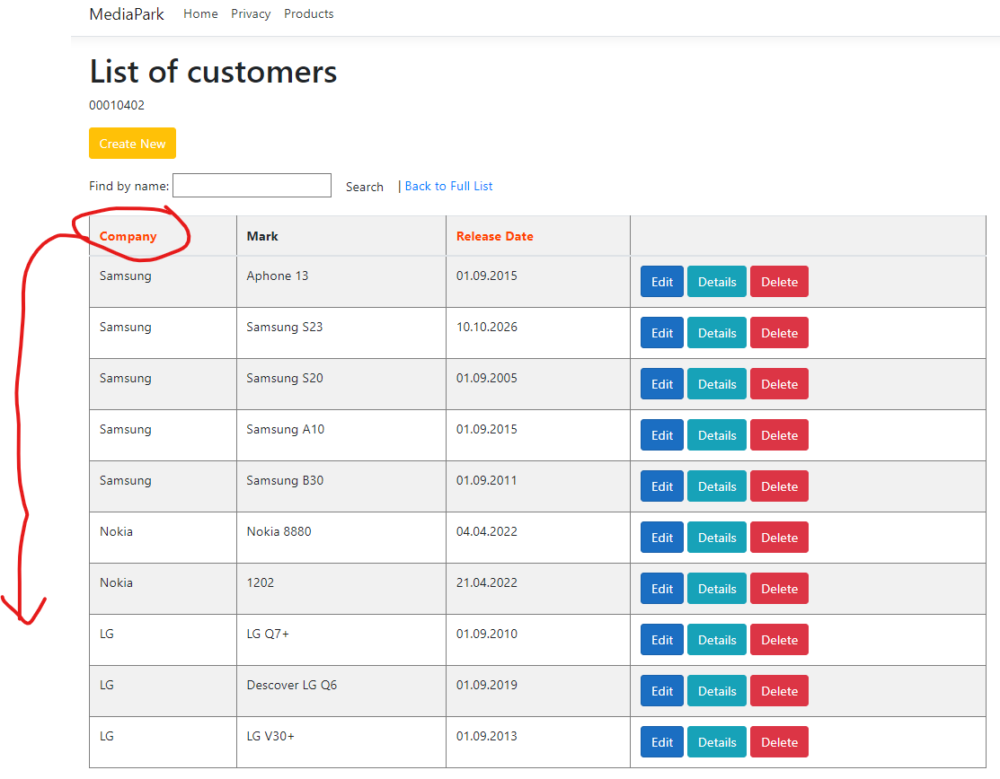 MediaPark Home Privacy Products
List of customers
00010402
Create New
Find by name: Search | Back to Full List
Company Mark Release Date
Samsung Aphone 13 01.09.2015 Edit Details Delete
Samsung Samsung S23 10.10.2026 Edit Details Delete
Samsung Samsung S20 01.09.2005 Edit Details Delete
Samsung Samsung A10 01.09.2015 Edit Details Delete
Samsung Samsung B30 01.09.2011 Edit Details Delete
Nokia Nokia 8880 04.04.2022 Edit Details Delete
Nokia 1202 21.04.2022 Edit Details Delete
LG LG Q7+ 01.09.2010 Edit Details Delete
LG Descover LG Q6 01.09.2019 Edit Details Delete
LG LG V30+ 01.09.2013 Edit Details Delete